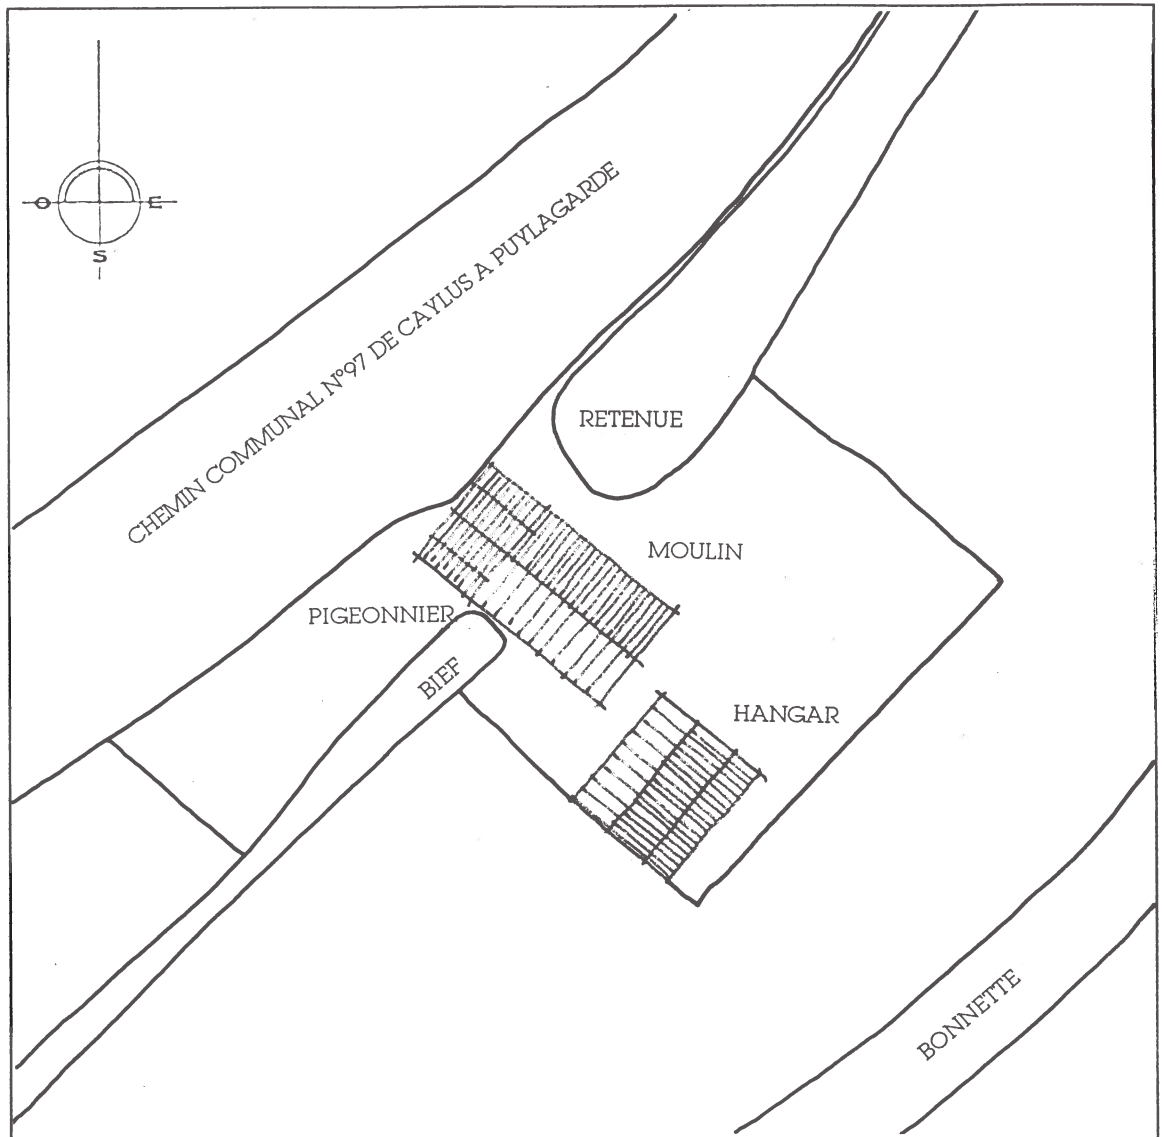 O E
S
CHEMIN COMMUNAL N°97 DE CAYLUS A PUYLAGARDE
RETENUE
MOULIN
PIGEONNIER
BIEF
HANGAR
BONNETTE